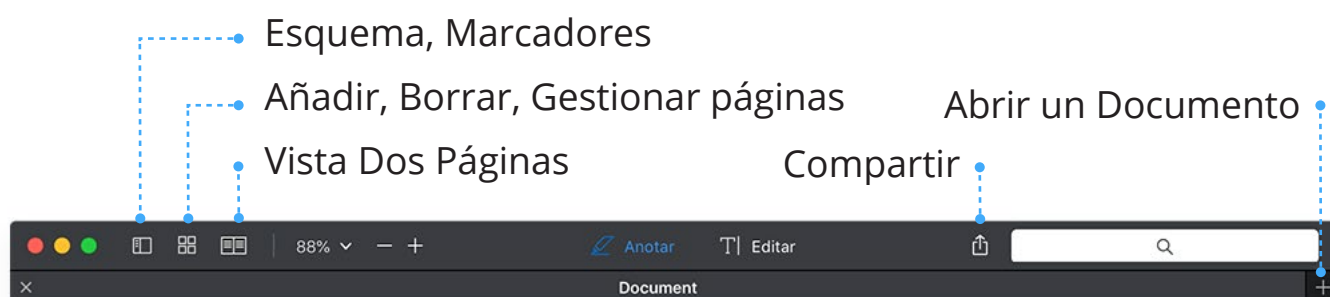 Esquema, Marcadores
Añadir, Borrar, Gestionar páginas
Abrir un Documento
Vista Dos Páginas
Compartir
88%
Anotar
Editar
Document